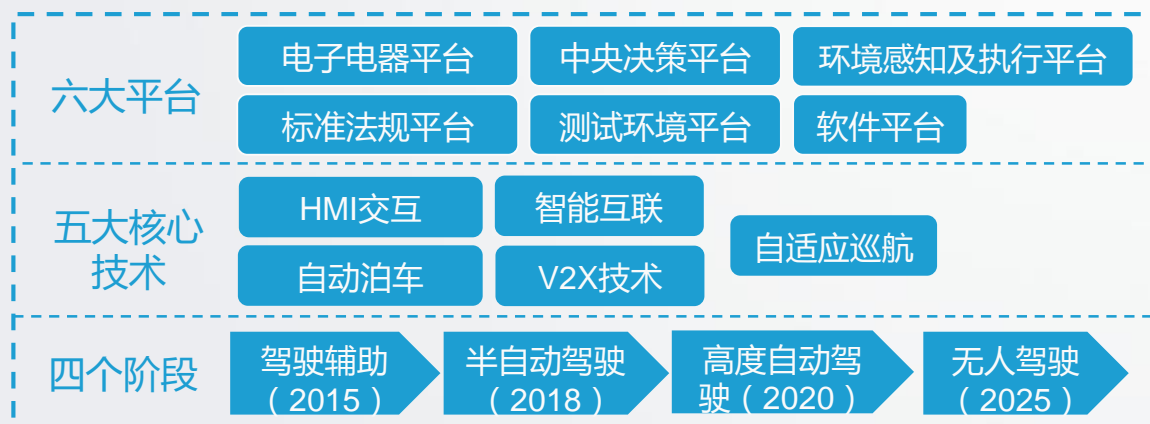 六大平台
电子电器平台
中央决策平台
环境感知及执行平台
标准法规平台
测试环境平台
软件平台
五大核心
技术
HMI交互
智能互联
自动泊车
V2X技术
自适应巡航
四个阶段
驾驶辅助
（2015）
半自动驾驶
（2018）
高度自动驾
驶（2020）
无人驾驶
（2025）